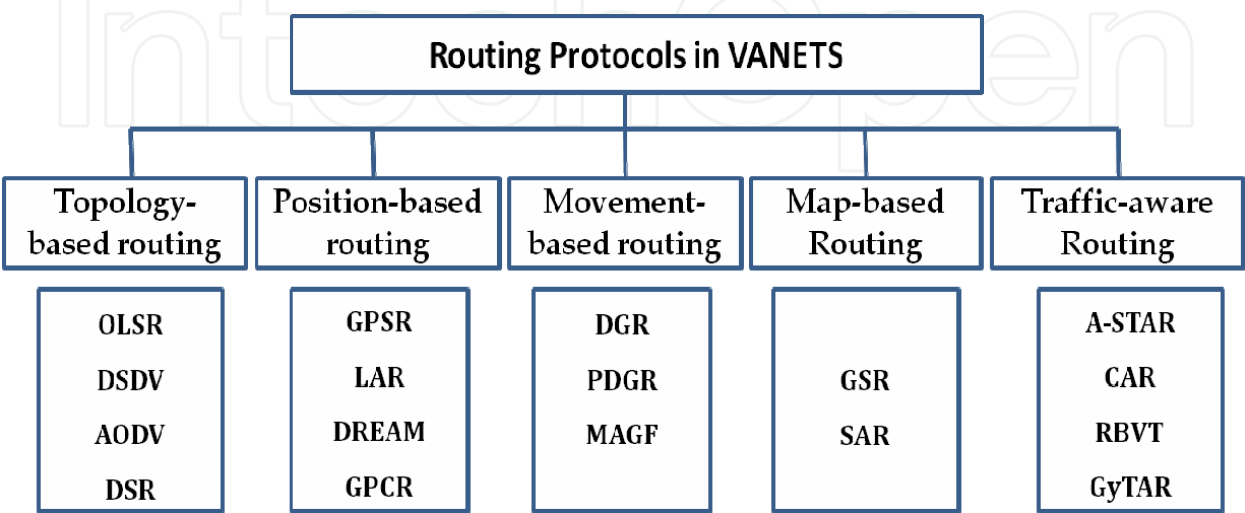 IntechOpen
Routing Protocols in VANETS
Topology-
based routing
Position-based
routing
Movement-
based routing
Map-based
Routing
Traffic-aware
Routing
OLSR
DSDV
AODV
DSR
GPSR
LAR
DREAM
GPCR
DGR
PDGR
MAGF
GSR
SAR
A-STAR
CAR
RBVT
GyTAR